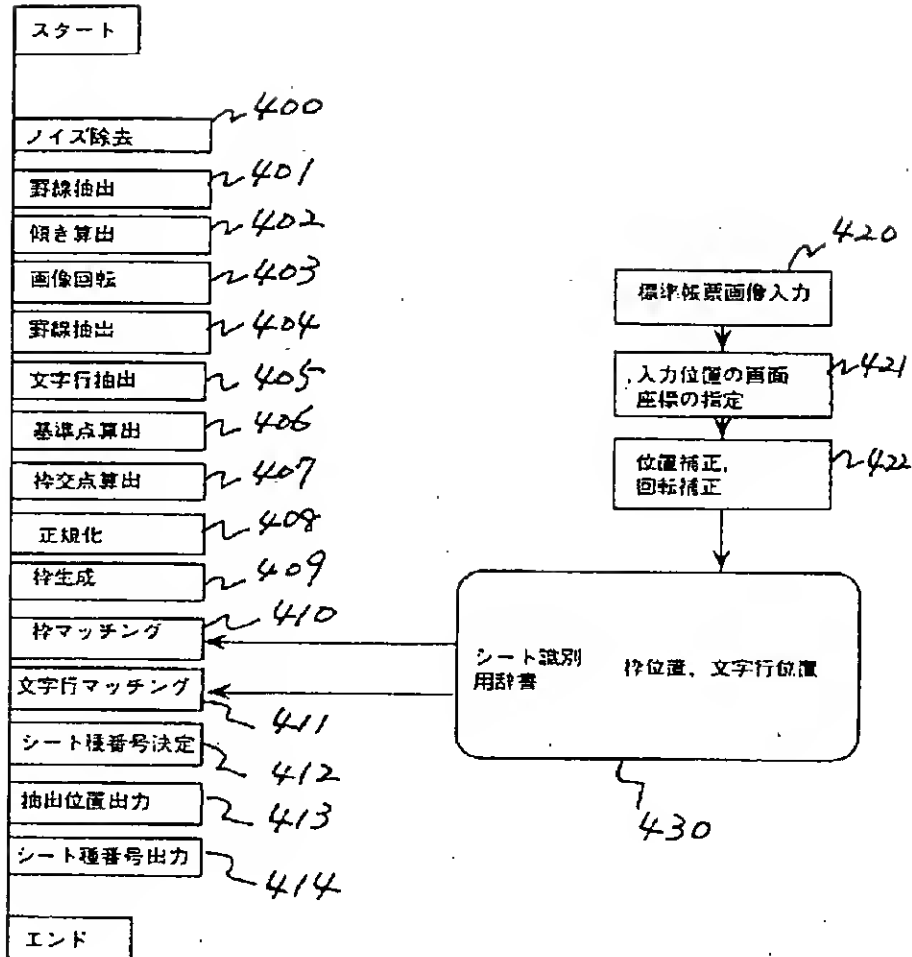 スタート
ノイズ除去
400
罫線抽出
401
傾き算出
402
画像回転
403
罫線抽出
404
文字行抽出
405
基準点算出
406
枠交点算出
407
正規化
408
枠生成
409
枠マッチング
410
文字行マッチング
411
シート種番号決定
412
抽出位置出力
413
シート種番号出力
414
エンド
420
標準帳票画像入力
入力位置の画面
座標の指定
421
位置補正,
回転補正
422
シート識別
用辞書
枠位置、文字行位置
430